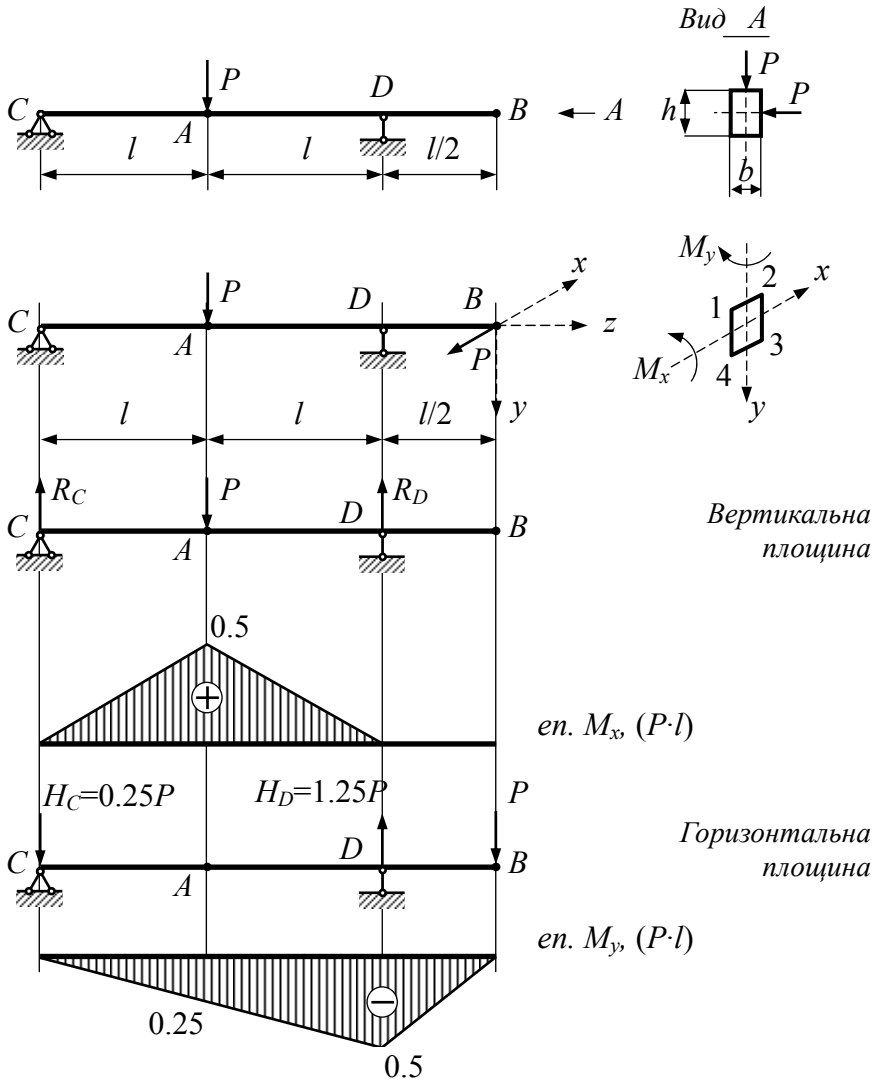 Вид A
P
P
C
A
D
B
A
h
P
b
l
l
l/2
x
P
C
A
D
B
z
P
y
l
l
l/2
M_y
2
x
1
3
M_x
4
y
R_C
P
R_D
C
A
D
B
Вертикальна
площина
0.5
+
еп. M_x, (P·l)
H_C=0.25P
H_D=1.25P
P
C
A
D
B
Горизонтальна
площина
еп. M_y, (P·l)
−
0.25
0.5